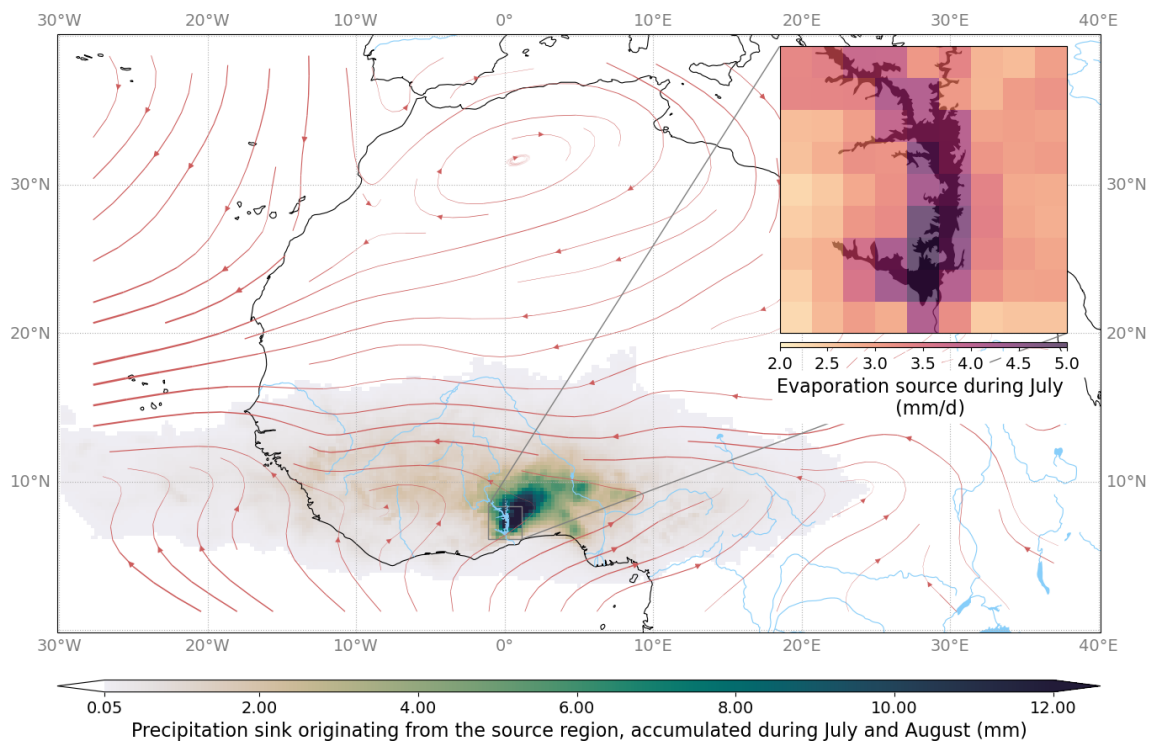 30°W 20°W 10°W 0° 10°E 20°E 30°E 40°E
30°N 30°N
20°N 20°N
2.0 2.5 3.0 3.5 4.0 4.5 5.0
Evaporation source during July
(mm/d)
10°N 10°N
30°W 20°W 10°W 0° 10°E 20°E 30°E 40°E
0.05 2.00 4.00 6.00 8.00 10.00 12.00
Precipitation sink originating from the source region, accumulated during July and August (mm)